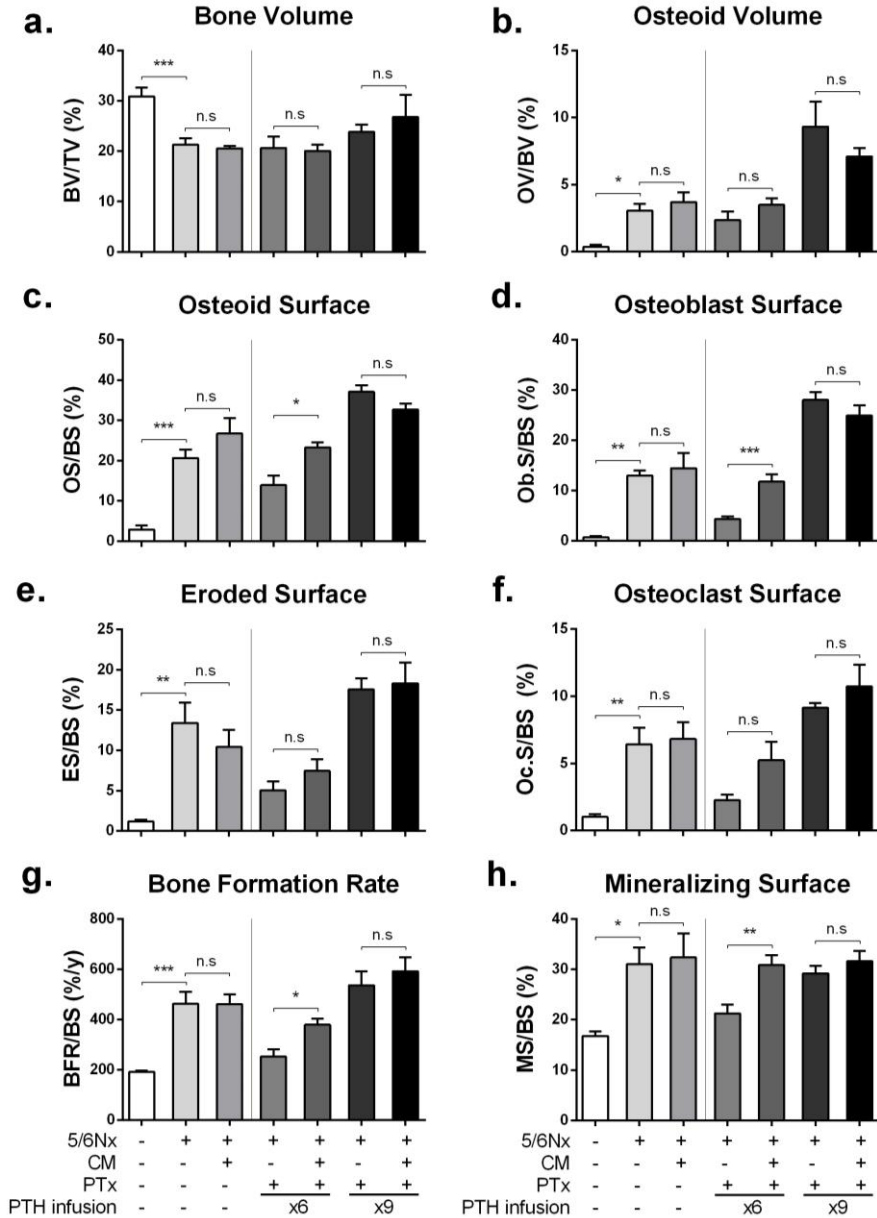 a. Bone Volume
BV/TV (%)
40
30
20
10
0
***
n.s
n.s
n.s
b. Osteoid Volume
OV/BV (%)
15
10
5
0
*
n.s
n.s
n.s
c. Osteoid Surface
OS/BS (%)
50
40
30
20
10
0
***
n.s
*
n.s
d. Osteoblast Surface
Ob.S/BS (%)
40
30
20
10
0
**
n.s
***
n.s
e. Eroded Surface
ES/BS (%)
25
20
15
10
5
0
**
n.s
n.s
n.s
f. Osteoclast Surface
Oc.S/BS (%)
15
10
5
0
**
n.s
n.s
n.s
g. Bone Formation Rate
BFR/BS (%/y)
800
600
400
200
0
***
n.s
*
n.s
5/6Nx - + + + + + +
CM - - + - + - +
PTx - - - + + + +
PTH infusion - - - x6 x9
h. Mineralizing Surface
MS/BS (%)
40
30
20
10
0
*
n.s
**
n.s
5/6Nx - + + + + + +
CM - - + - + - +
PTx - - - + + + +
PTH infusion - - - x6 x9